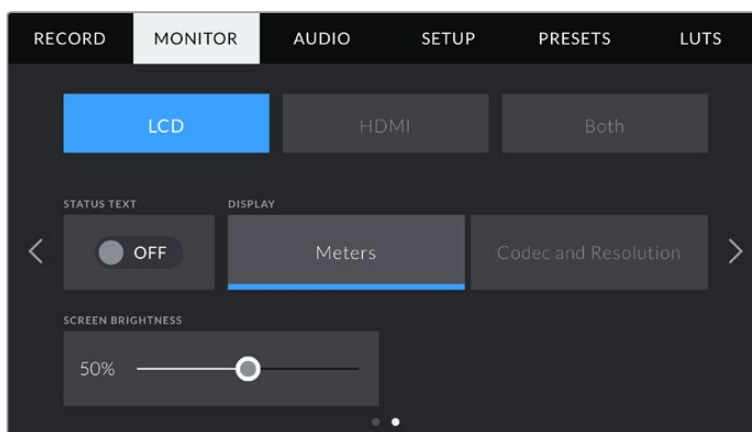 RECORD MONITOR AUDIO SETUP PRESETS LUTS
LCD HDMI Both
STATUS TEXT DISPLAY
OFF Meters Codec and Resolution
SCREEN BRIGHTNESS
50%